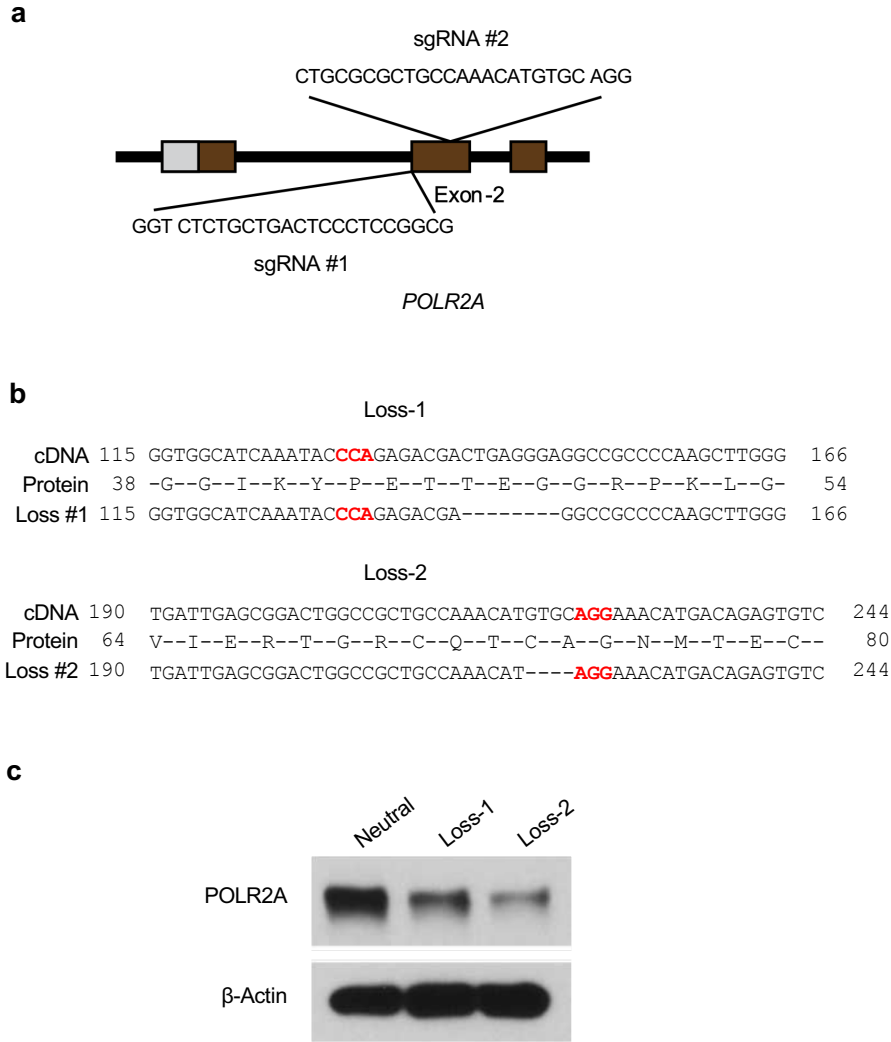 a
sgRNA #2
CTGCGCGCTGCCAAACATGTGC AGG
Exon-2
GGT CTCTGCTGACTCCCTCCGGCG
sgRNA #1
POLR2A
b
Loss-1
cDNA 115 GGTGGCATCAAATACCCAGAGACGACTGAGGGAGGCCGCCCCAAGCTTGGG 166
Protein 38 -G--G--I--K--Y--P--E--T--T--E--G--G--R--P--K--L--G- 54
Loss #1 115 GGTGGCATCAAATACCCAGAGACGA--------GGCCGCCCCAAGCTTGGG 166
Loss-2
cDNA 190 TGATTGAGCGGACTGGCCGCTGCCAAACATGTGCAGGAAACATGACAGAGTGTC 244
Protein 64 V--I--E--R--T--G--R--C--Q--T--C--A--G--N--M--T--E--C-- 80
Loss #2 190 TGATTGAGCGGACTGGCCGCTGCCAAACAT----AGGAAACATGACAGAGTGTC 244
c
Neutral Loss-1 Loss-2
POLR2A
β-Actin